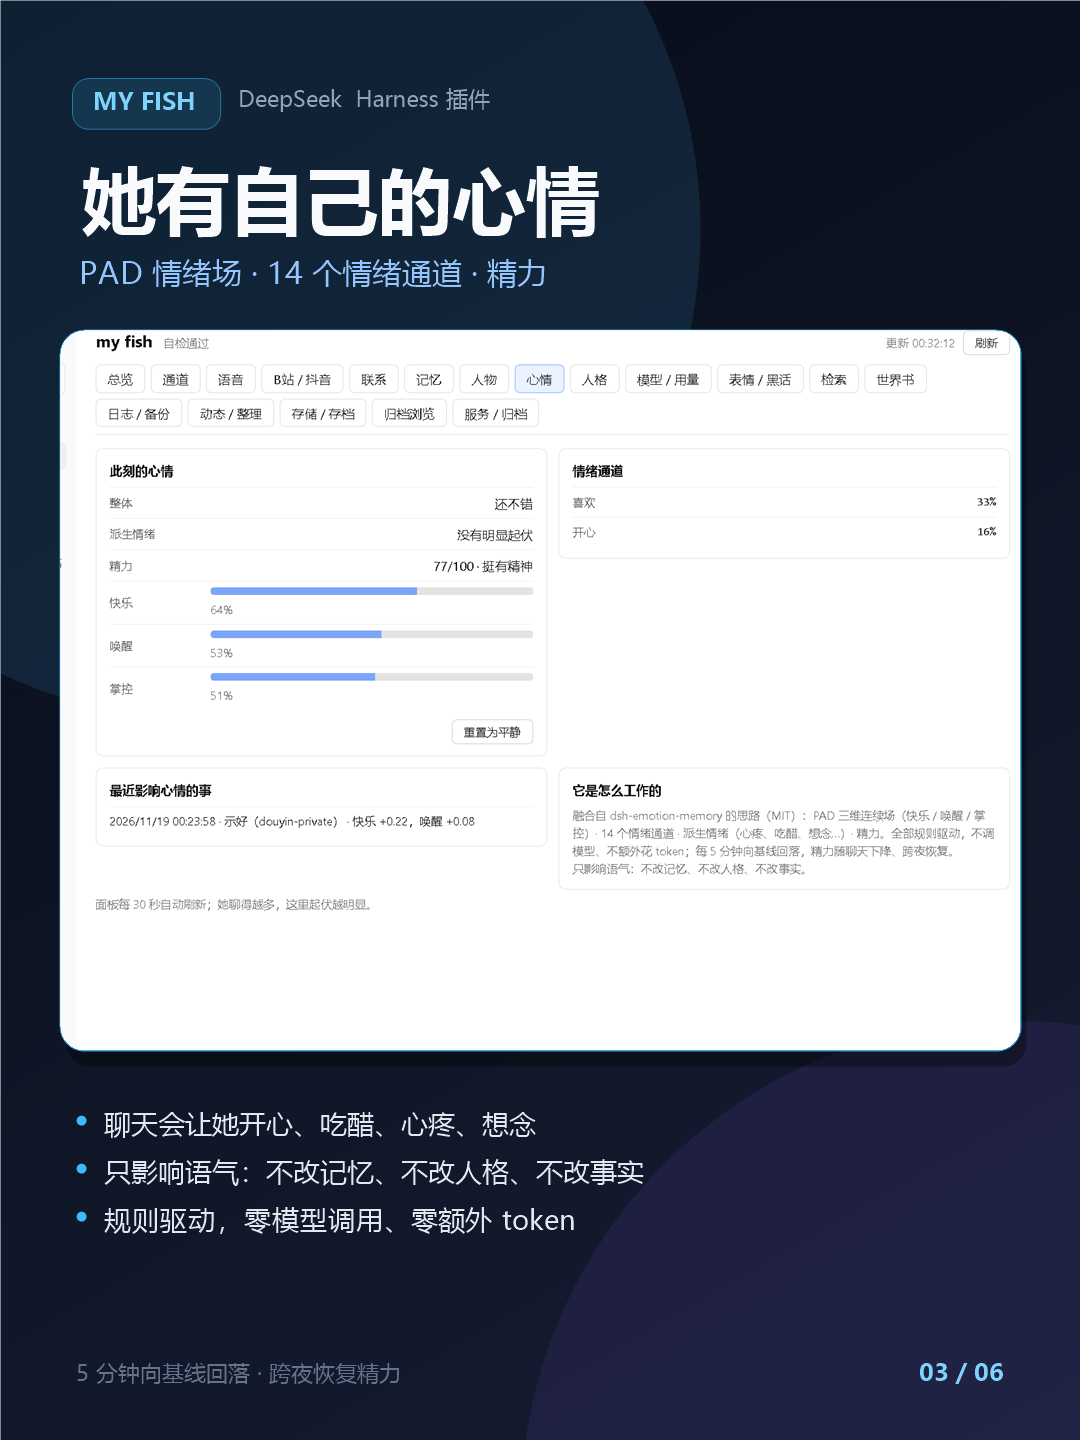 MY FISH DeepSeek Harness 插件
她有自己的心情
PAD 情绪场 · 14 个情绪通道 · 精力
my fish 自检通过 更新 00:32:12 刷新
总览 通道 语音 B站 / 抖音 联系 记忆 人物 心情 人格 模型 / 用量 表情 / 黑话 检索 世界书
日志 / 备份 动态 / 整理 存储 / 存档 归档浏览 服务 / 归档
此刻的心情
整体 还不错
派生情绪 没有明显起伏
精力 77/100 · 挺有精神
快乐
64%
唤醒
53%
掌控
51%
重置为平静
情绪通道
喜欢 33%
开心 16%
最近影响心情的事
2026/11/19 00:23:58 · 示好（douyin-private） · 快乐 +0.22，唤醒 +0.08
它是怎么工作的
融合自 dsh-emotion-memory 的思路（MIT）：PAD 三维连续场（快乐 / 唤醒 / 掌
控）· 14 个情绪通道 · 派生情绪（心疼、吃醋、想念…）· 精力。全部规则驱动，不调
模型、不额外花 token；每 5 分钟向基线回落，精力随聊天下降、跨夜恢复。
只影响语气：不改记忆、不改人格、不改事实。
面板每 30 秒自动刷新；她聊得越多，这里起伏越明显。
• 聊天会让她开心、吃醋、心疼、想念
• 只影响语气：不改记忆、不改人格、不改事实
• 规则驱动，零模型调用、零额外 token
5 分钟向基线回落 · 跨夜恢复精力
03 / 06